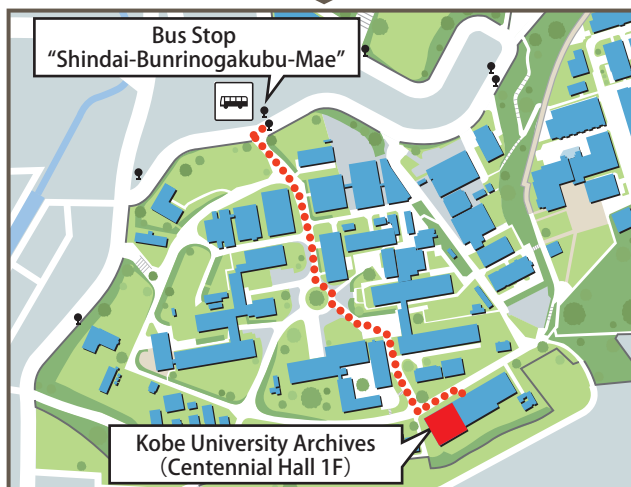 Bus Stop
“Shindai-Bunrinogakubu-Mae”
Kobe University Archives
（Centennial Hall 1F）